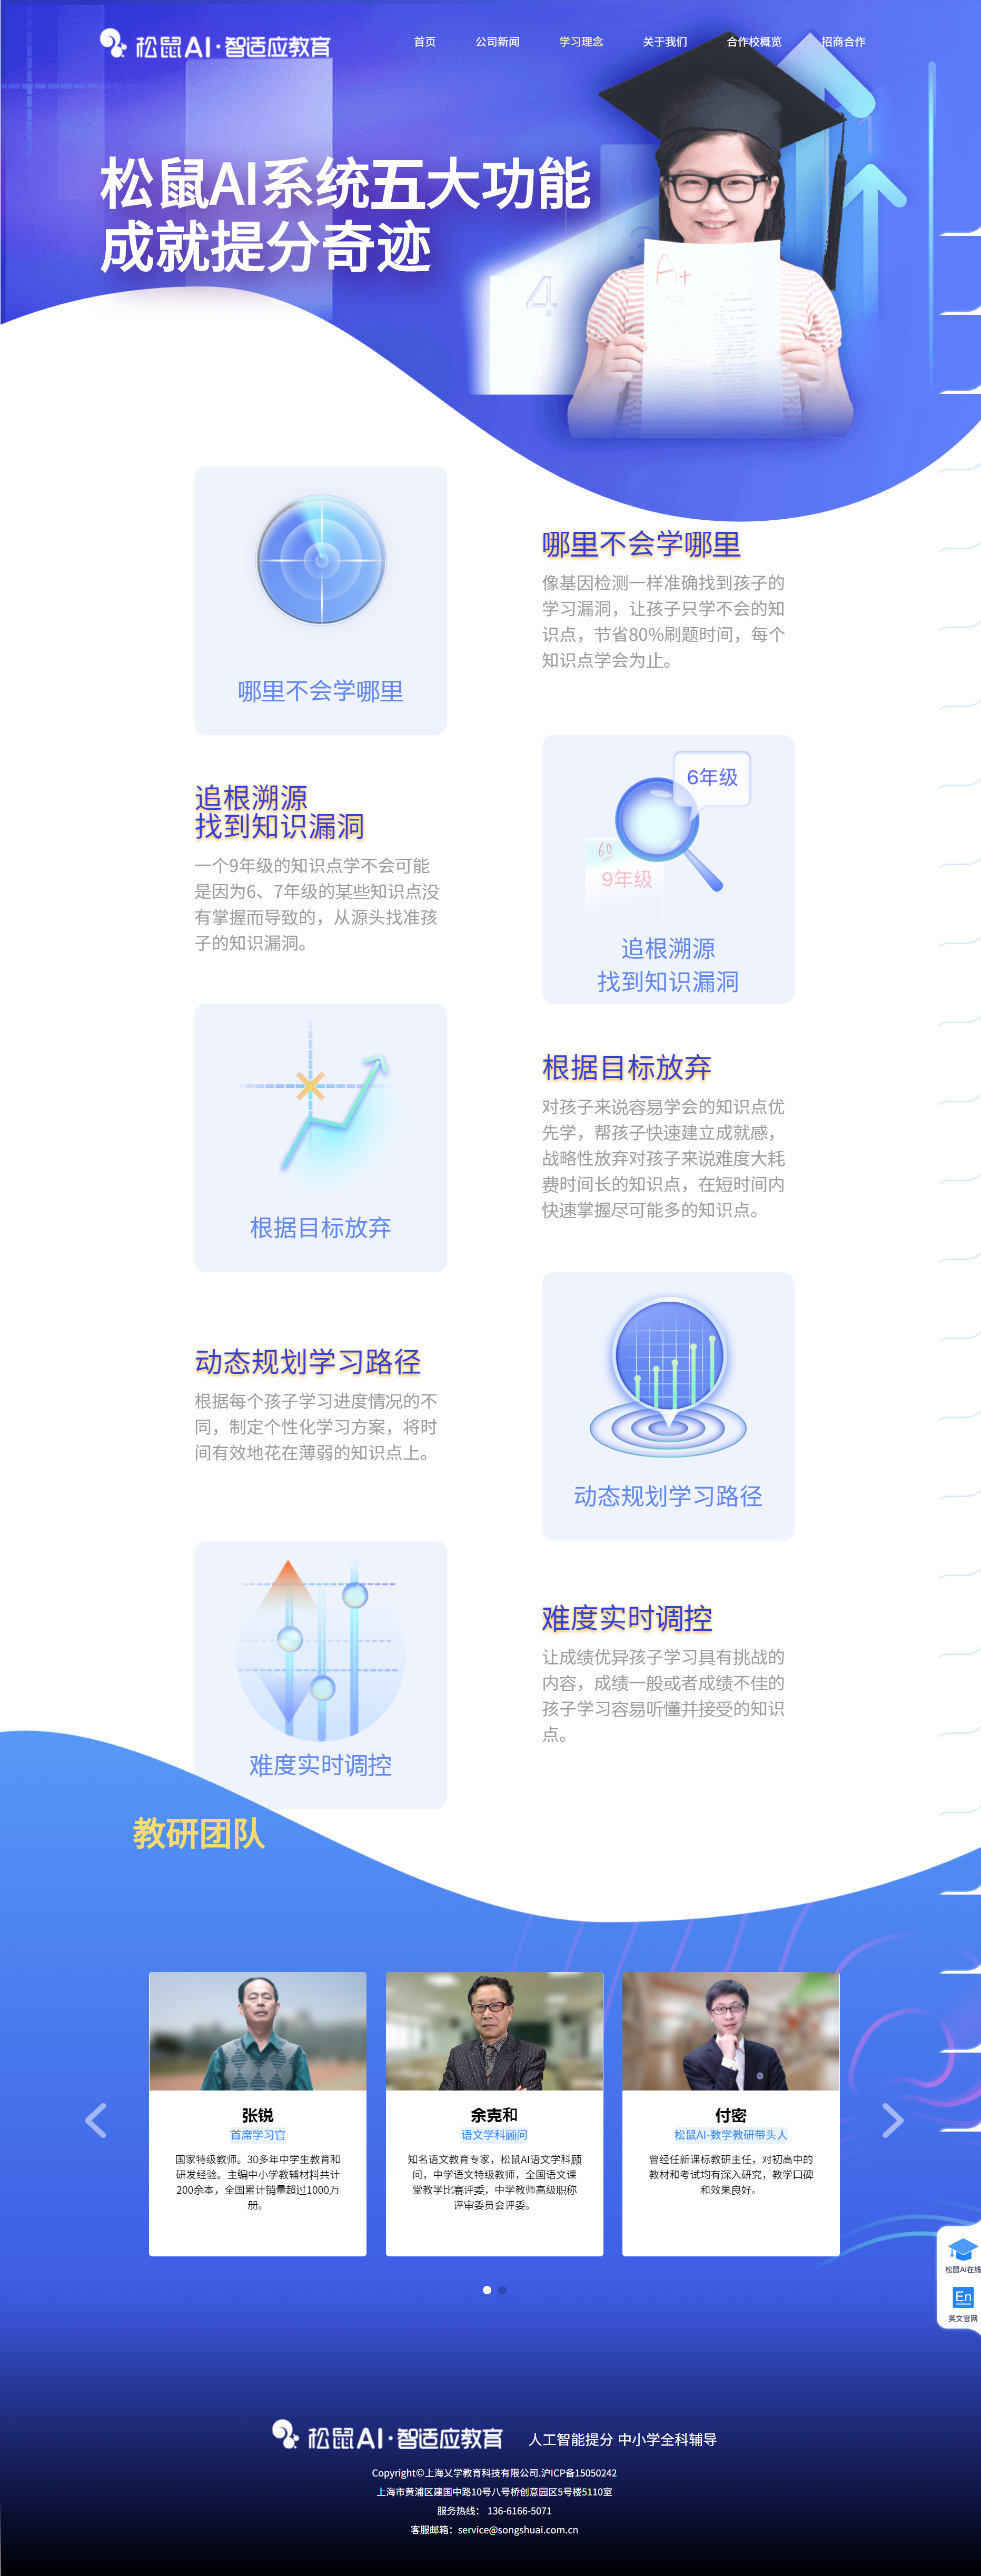 松鼠AI·智适应教育
首页 公司新闻 学习理念 关于我们 合作校概览 招商合作
松鼠AI系统五大功能
成就提分奇迹
A+
4
哪里不会学哪里
像基因检测一样准确找到孩子的
学习漏洞，让孩子只学不会的知
识点，节省80%刷题时间，每个
知识点学会为止。
哪里不会学哪里
追根溯源
找到知识漏洞
一个9年级的知识点学不会可能
是因为6、7年级的某些知识点没
有掌握而导致的，从源头找准孩
子的知识漏洞。
6年级
60
9年级
追根溯源
找到知识漏洞
根据目标放弃
根据目标放弃
对孩子来说容易学会的知识点优
先学，帮孩子快速建立成就感，
战略性放弃对孩子来说难度大耗
费时间长的知识点，在短时间内
快速掌握尽可能多的知识点。
动态规划学习路径
根据每个孩子学习进度情况的不
同，制定个性化学习方案，将时
间有效地花在薄弱的知识点上。
动态规划学习路径
难度实时调控
难度实时调控
让成绩优异孩子学习具有挑战的
内容，成绩一般或者成绩不佳的
孩子学习容易听懂并接受的知识
点。
教研团队
张锐
首席学习官
国家特级教师。30多年中学生教育和
研发经验。主编中小学教辅材料共计
200余本，全国累计销量超过1000万
册。
余克和
语文学科顾问
知名语文教育专家，松鼠AI语文学科顾
问，中学语文特级教师，全国语文课
堂教学比赛评委，中学教师高级职称
评审委员会评委。
付密
松鼠AI-数学教研带头人
曾经任新课标教研主任，对初高中的
教材和考试均有深入研究，教学口碑
和效果良好。
松鼠AI在线
En
英文官网
松鼠AI·智适应教育 人工智能提分 中小学全科辅导
Copyright©上海乂学教育科技有限公司.沪ICP备15050242
上海市黄浦区建国中路10号八号桥创意园区5号楼5110室
服务热线： 136-6166-5071
客服邮箱：service@songshuai.com.cn